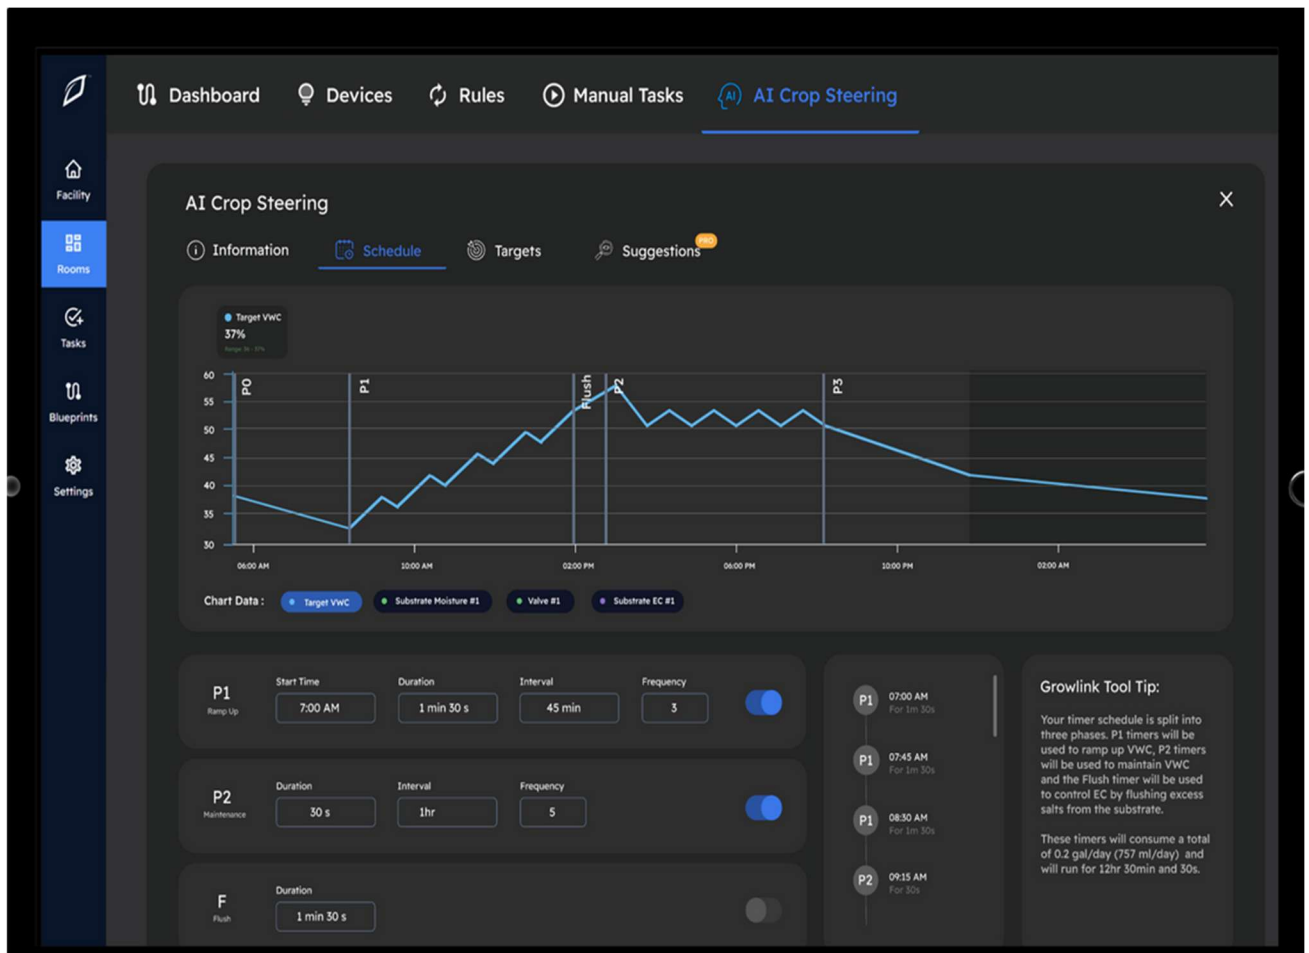 Dashboard
Devices
Rules
Manual Tasks
AI
AI Crop Steering
Facility
Rooms
Tasks
Blueprints
Settings
AI Crop Steering
X
Information
Schedule
Targets
Suggestions
PRO
Target VWC
37%
60
55
50
45
40
35
30
P0
P1
Flush
P2
P3
06:00 AM
10:00 AM
02:00 PM
06:00 PM
10:00 PM
02:00 AM
Chart Data :
Target VWC
Substrate Moisture #1
Valve #1
Substrate EC #1
P1
Ramp Up
Start Time
7:00 AM
Duration
1 min 30 s
Interval
45 min
Frequency
3
P2
Maintenance
Duration
30 s
Interval
1hr
Frequency
5
F
Flush
Duration
1 min 30 s
P1
07:00 AM
For 1m 30s
P1
07:45 AM
For 1m 30s
P1
08:30 AM
For 1m 30s
P2
09:15 AM
For 30s
Growlink Tool Tip:
Your timer schedule is split into
three phases. P1 timers will be
used to ramp up VWC, P2 timers
will be used to maintain VWC
and the Flush timer will be used
to control EC by flushing excess
salts from the substrate.
These timers will consume a total
of 0.2 gal/day (757 ml/day) and
will run for 12hr 30min and 30s.